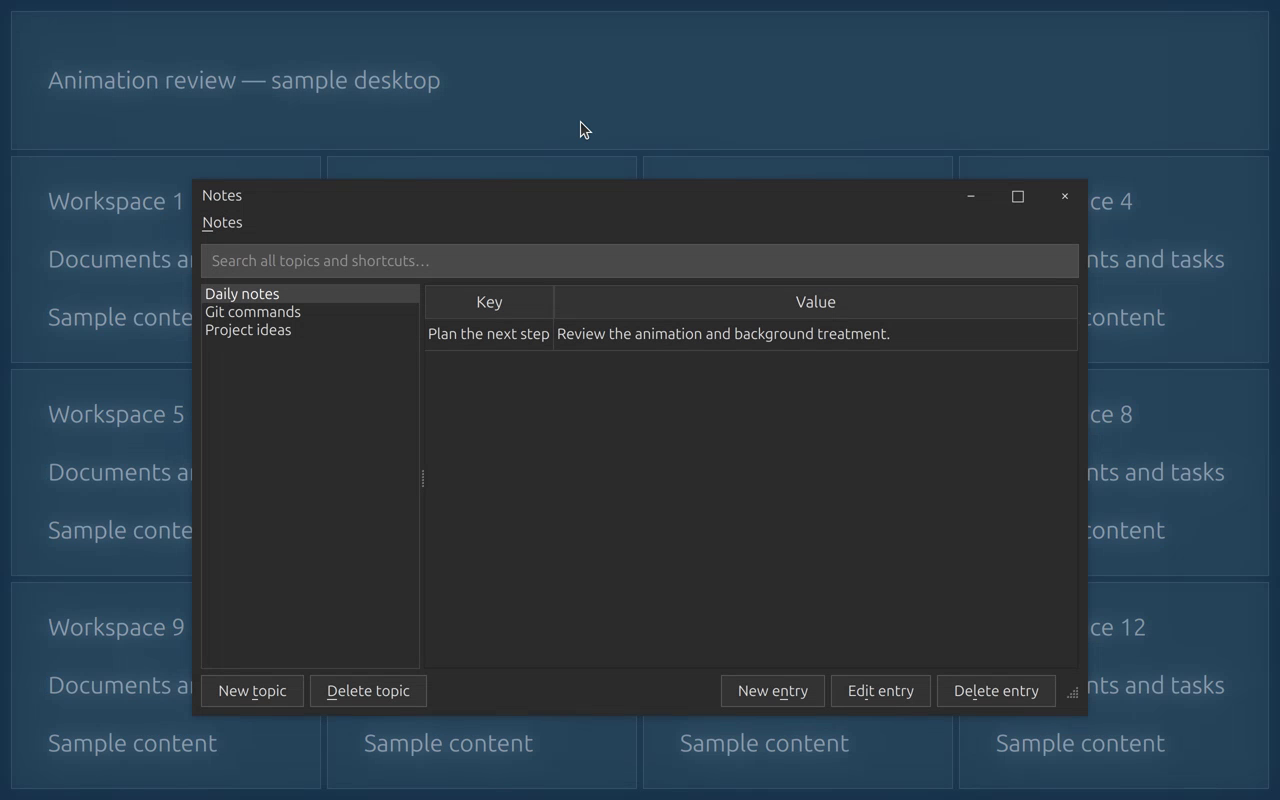 Animation review — sample desktop
Workspace 1
Documents a
Sample conte
ce 4
nts and tasks
content
Notes
Notes
Search all topics and shortcuts…
Daily notes
Git commands
Project ideas
Key Value
Plan the next step Review the animation and background treatment.
Workspace 5
Documents a
Sample conte
ce 8
nts and tasks
content
Workspace 9
Documents a
Sample content
Sample content
Sample content
ce 12
nts and tasks
Sample content
New topic Delete topic New entry Edit entry Delete entry